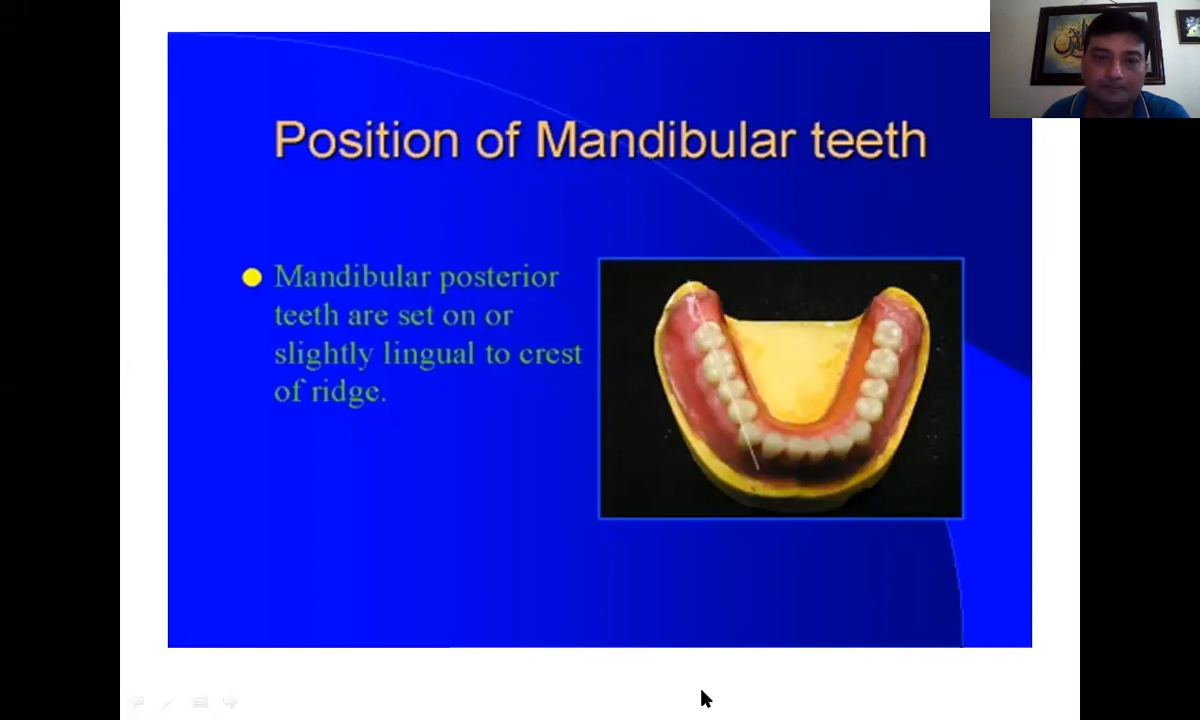 Position of Mandibular teeth
Mandibular posterior
teeth are set on or
slightly lingual to crest
of ridge.